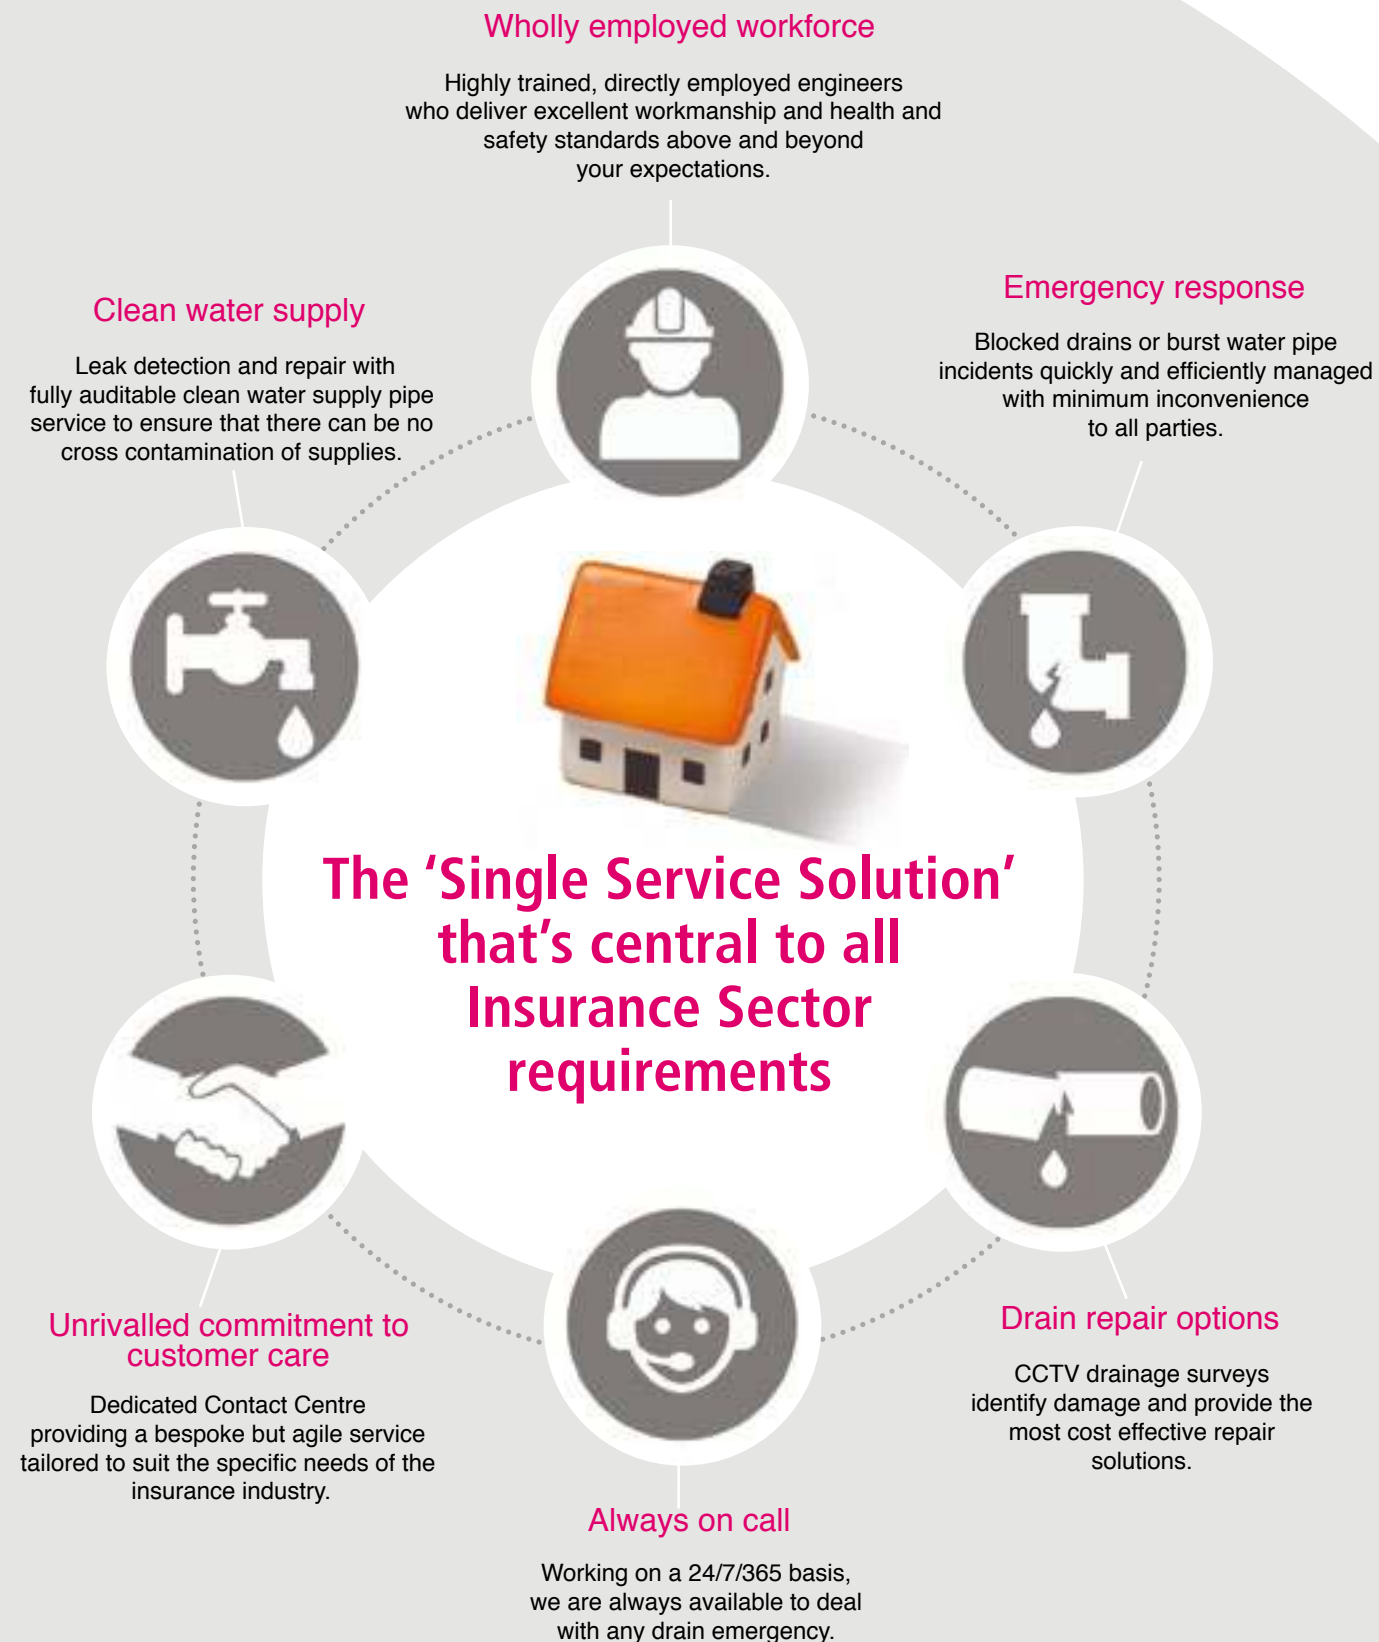 Wholly employed workforce
Highly trained, directly employed engineers
who deliver excellent workmanship and health and
safety standards above and beyond
your expectations.
Clean water supply
Leak detection and repair with
fully auditable clean water supply pipe
service to ensure that there can be no
cross contamination of supplies.
Emergency response
Blocked drains or burst water pipe
incidents quickly and efficiently managed
with minimum inconvenience
to all parties.
The ‘Single Service Solution’
that’s central to all
Insurance Sector
requirements
Unrivalled commitment to
customer care
Dedicated Contact Centre
providing a bespoke but agile service
tailored to suit the specific needs of the
insurance industry.
Drain repair options
CCTV drainage surveys
identify damage and provide the
most cost effective repair
solutions.
Always on call
Working on a 24/7/365 basis,
we are always available to deal
with any drain emergency.